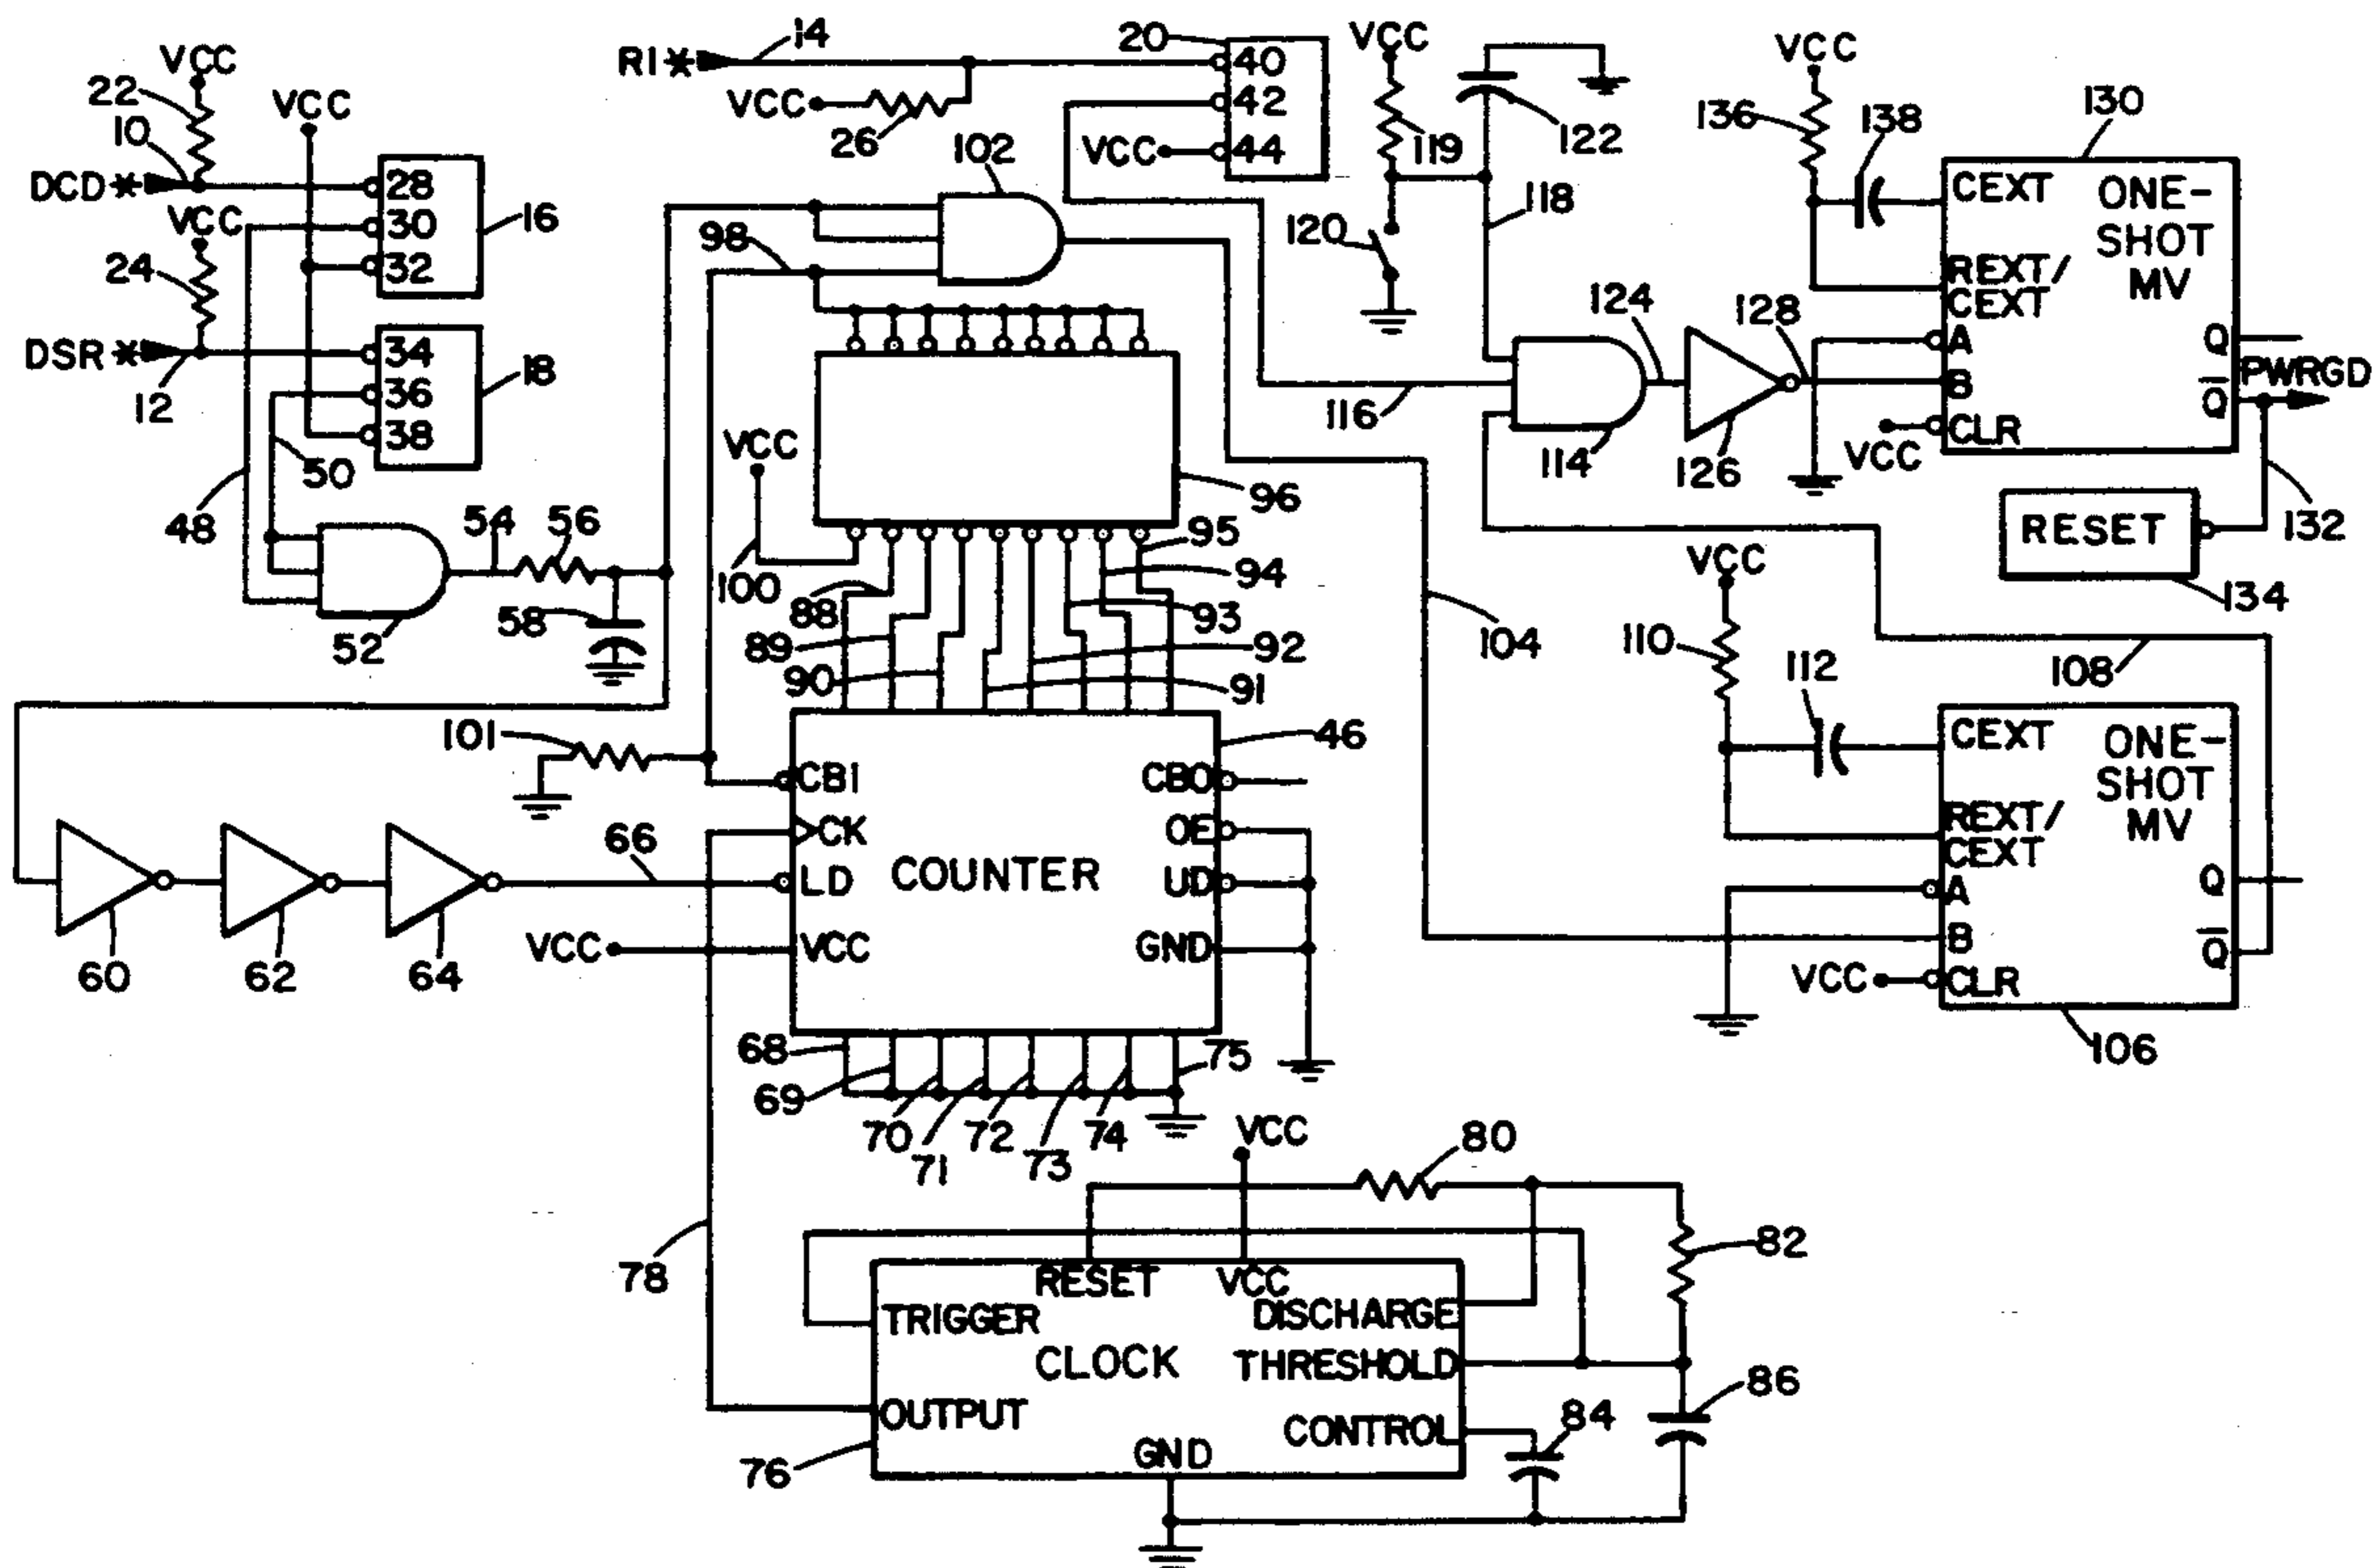 VCC
22
10
DCD*
VCC
24
DSR*
12
VCC
28
30
32
16
34
36
38
18
50
48
52
54
56
58
RI*
14
VCC
26
20
40
42
VCC
44
102
98
VCC
119
120
122
118
116
114
124
126
128
VCC
136
138
130
CEXT
ONE-
SHOT
MV
REXT/
CEXT
A
B
CLR
VCC
Q
Q̅
PWRGD
132
RESET
134
VCC
100
96
95
94
93
92
91
88
89
90
104
101
46
CBI
CBO
CK
OE
LD
COUNTER
UD
VCC
VCC
GND
60
62
64
66
68
69
70
71
72
73
74
75
VCC
110
112
108
CEXT
ONE-
SHOT
MV
REXT/
CEXT
A
B
VCC
CLR
Q
Q̅
106
VCC
80
82
78
RESET
VCC
TRIGGER
DISCHARGE
CLOCK
THRESHOLD
OUTPUT
CONTROL
GND
76
84
86